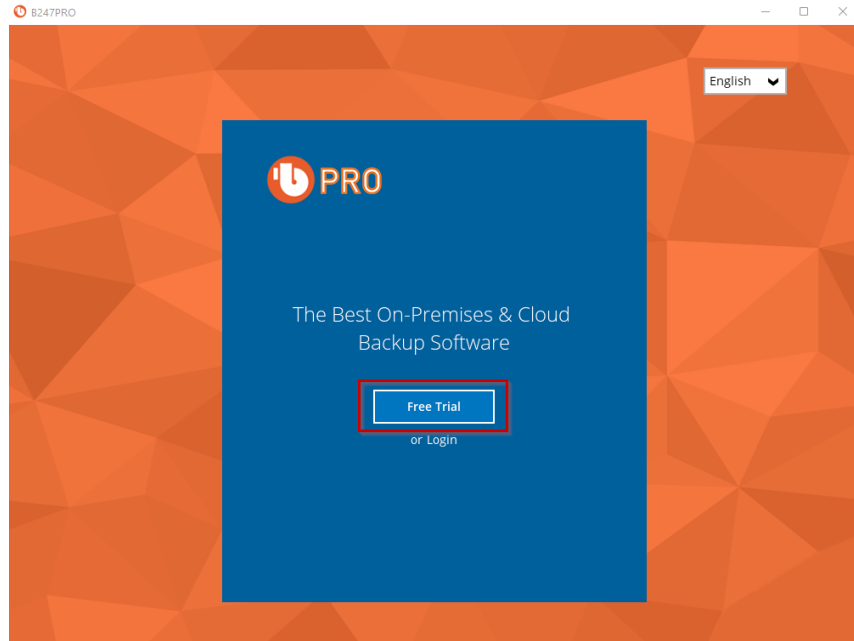 B247PRO
English
PRO
The Best On-Premises & Cloud
Backup Software
Free Trial
or Login